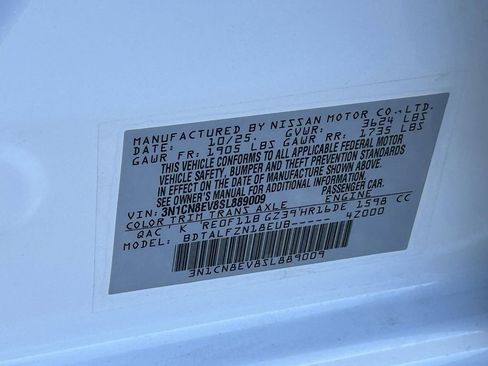 MANUFACTURED BY NISSAN MOTOR CO.,LTD.
DATE: 10/25. GVWR: 3624 LBS
GAWR FR: 1905 LBS GAWR RR: 1735 LBS
THIS VEHICLE CONFORMS TO ALL APPLICABLE FEDERAL MOTOR
VEHICLE SAFETY, BUMPER AND THEFT PREVENTION STANDARDS
IN EFFECT ON THE DATE OF MANUFACTURE SHOWN ABOVE.
SEE OWNER'S MANUAL FOR ADDITIONAL INFORMATION.
VIN: 3N1CN8EV8SL889009 PASSENGER CAR.
COLOR TRIM TRANS AXLE ENGINE
QAC K RE0F11B GZ39 HR16DE 1598 CC
MODEL: BDTALFZN18EUB----- 42000
3N1CN8EV8SL889009